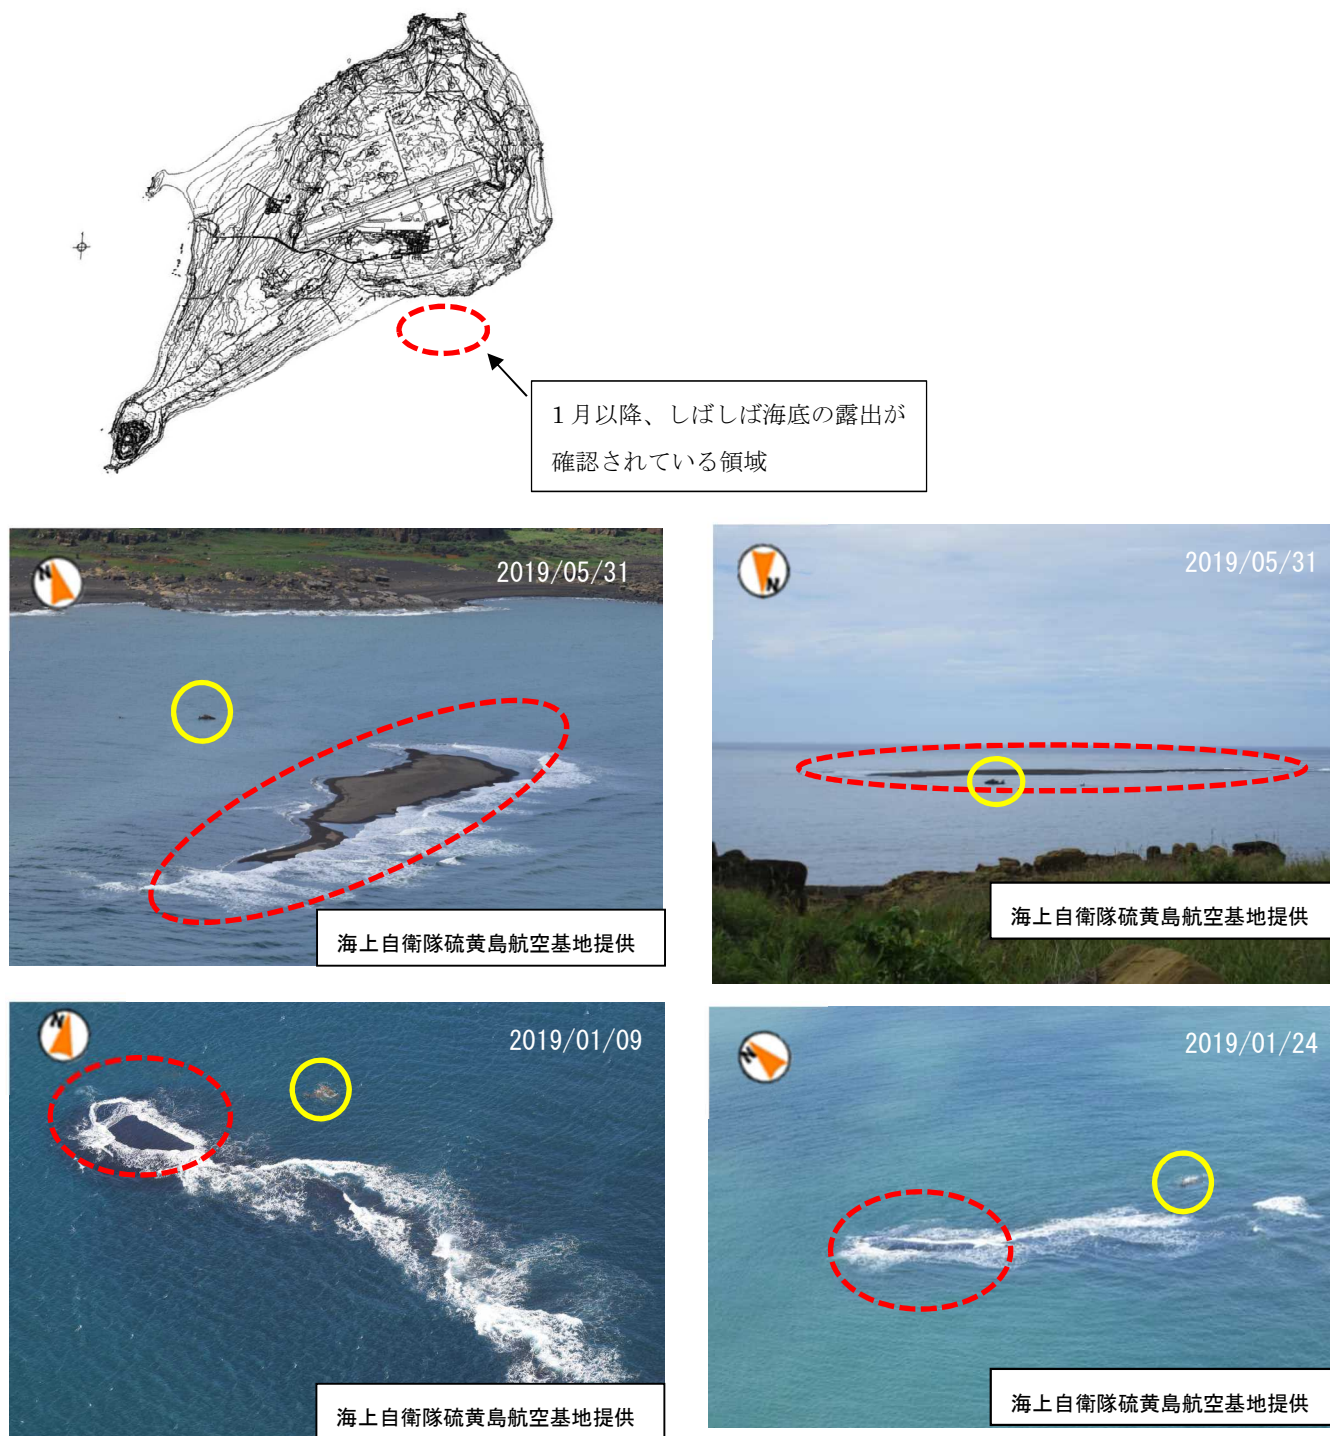 1月以降、しばしば海底の露出が
確認されている領域
N
2019/05/31
海上自衛隊硫黄島航空基地提供
N
2019/05/31
海上自衛隊硫黄島航空基地提供
N
2019/01/09
海上自衛隊硫黄島航空基地提供
N
2019/01/24
海上自衛隊硫黄島航空基地提供